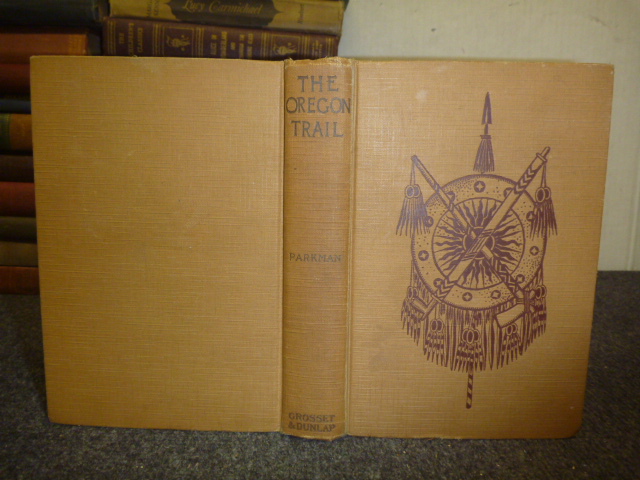 THE
OREGON
TRAIL
PARKMAN
GROSSET
& DUNLAP